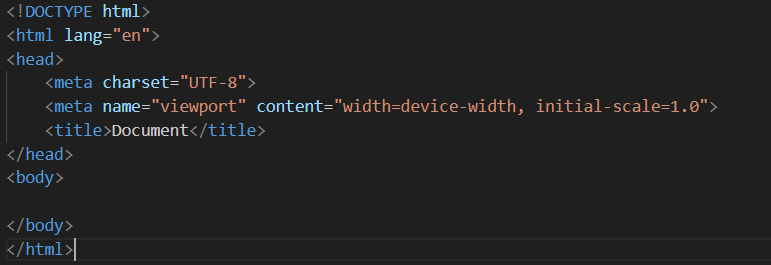 <!DOCTYPE html>
<html lang="en">
<head>
    <meta charset="UTF-8">
    <meta name="viewport" content="width=device-width, initial-scale=1.0">
    <title>Document</title>
</head>
<body>

</body>
</html>